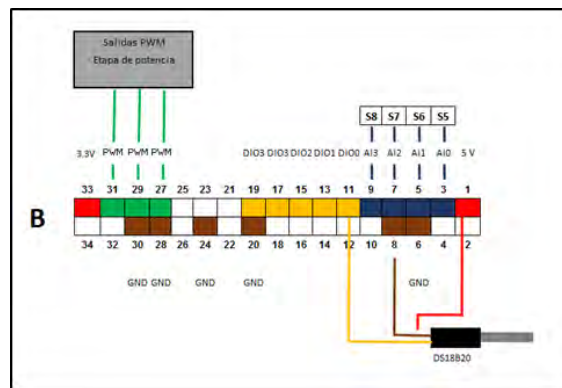 Salidas PWM
Etapa de potencia
S8 S7 S6 S5
3.3V PWM PWM PWM DIO3 DIO3 DIO2 DIO1 DIO0 AI3 AI2 AI1 AI0 5 V
33 31 29 27 25 23 21 19 17 15 13 11 9 7 5 3 1
B
34 32 30 28 26 24 22 20 18 16 14 12 10 8 6 4 2
GND GND GND GND GND
DS18B20